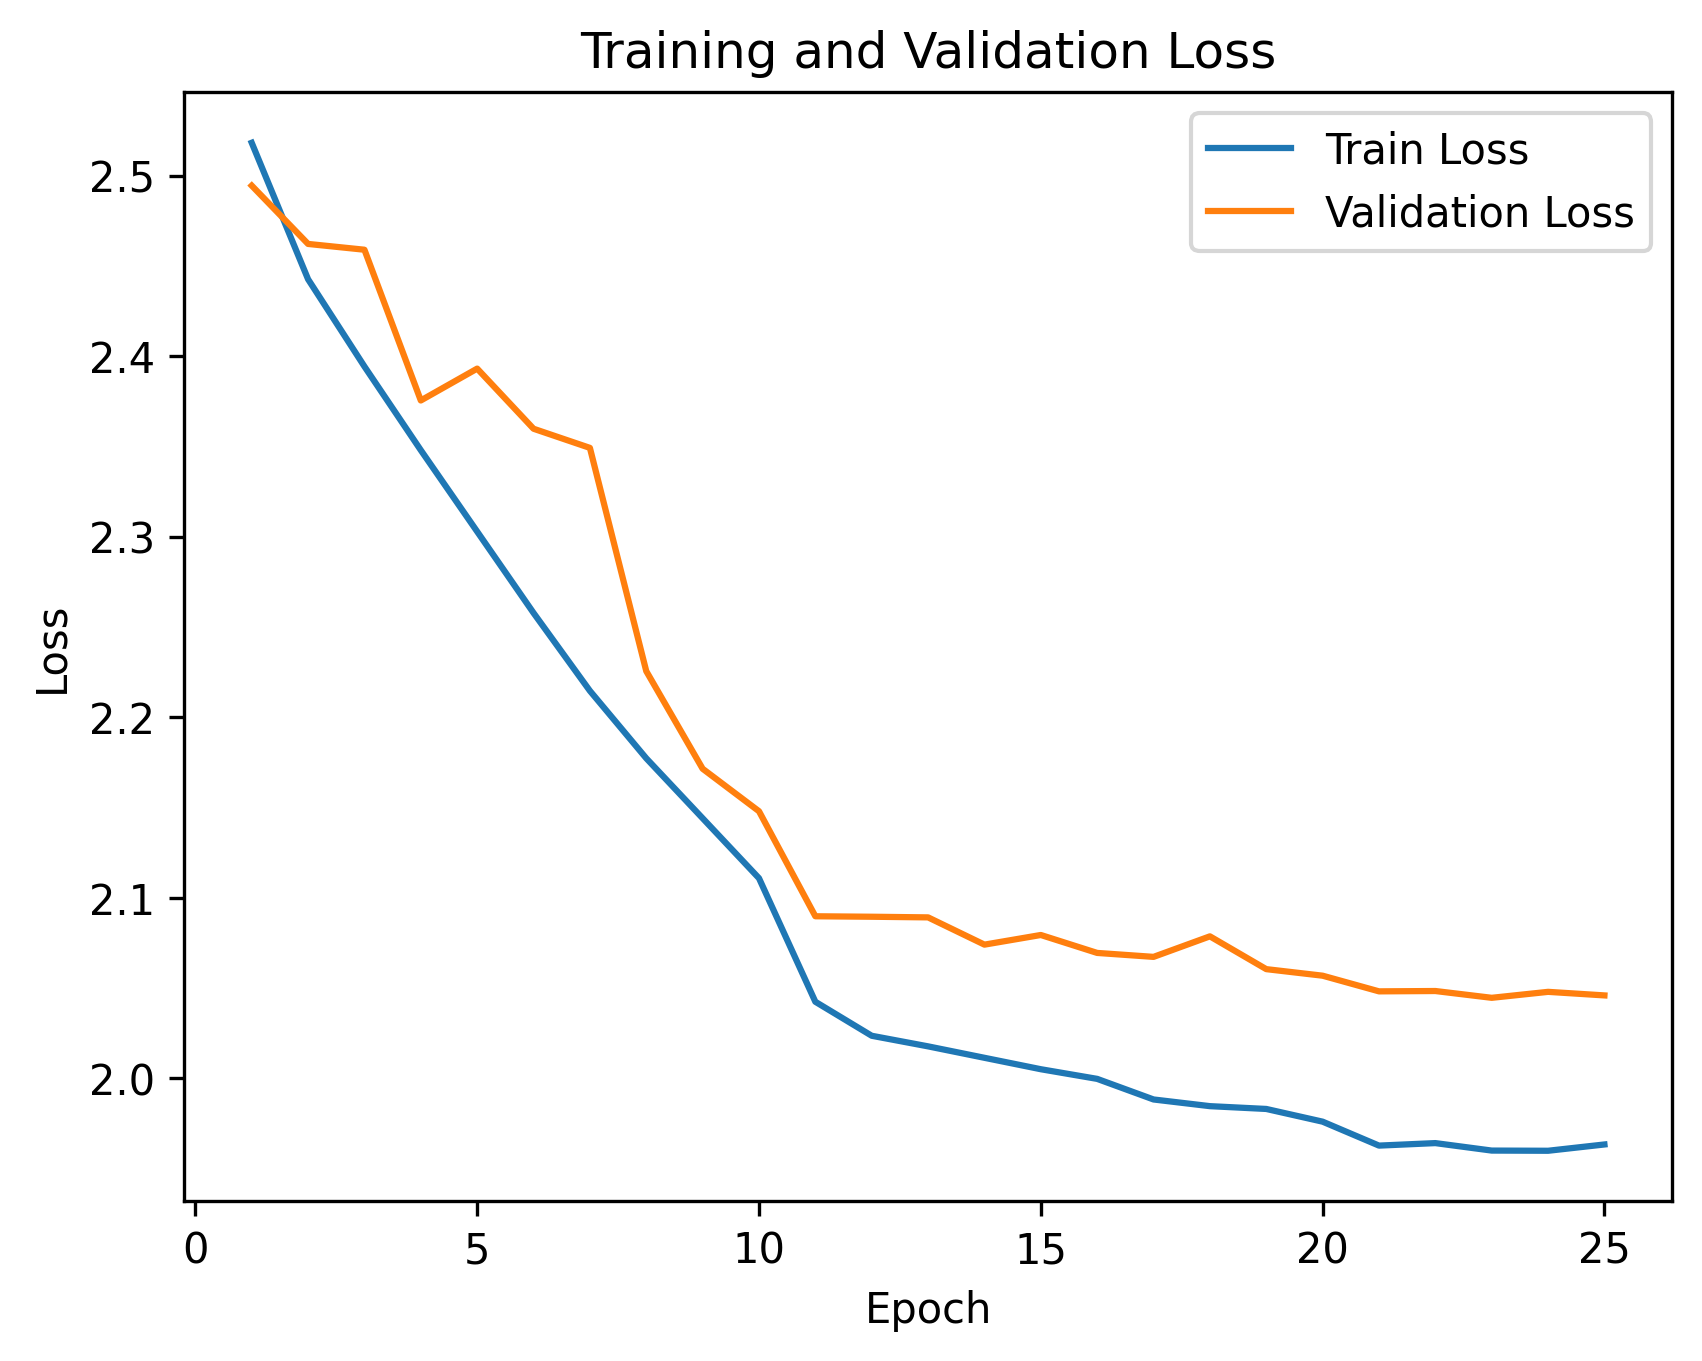 Training and Validation Loss
Train Loss
Validation Loss
2.5
2.4
2.3
2.2
2.1
2.0
Loss
0 5 10 15 20 25
Epoch